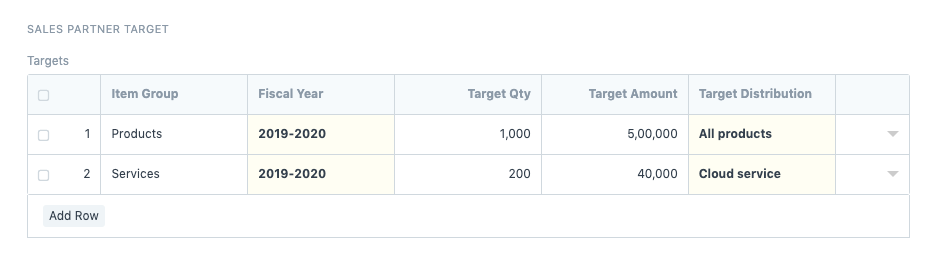 SALES PARTNER TARGET
Targets
Item Group Fiscal Year Target Qty Target Amount Target Distribution
1 Products 2019-2020 1,000 5,00,000 All products
2 Services 2019-2020 200 40,000 Cloud service
Add Row